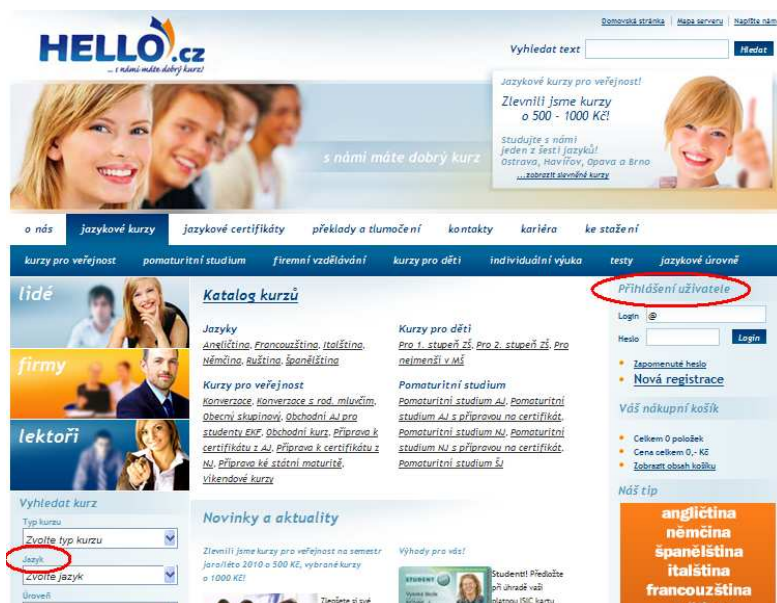 Domovská stránka | Mapa serveru | Napište nám
HELLO.cz
... s námi máte dobrý kurz!
Vyhledat text
Hledat
Jazykové kurzy pro veřejnost!
Zlevnili jsme kurzy
o 500 - 1000 Kč!
Studujte s námi
jeden z šesti jazyků!
Ostrava, Havířov, Opava a Brno
...zobrazit slevněné kurzy
s námi máte dobrý kurz
o nás jazykové kurzy jazykové certifikáty překlady a tlumočení kontakty kariéra ke stažení
kurzy pro veřejnost pomaturitní studium firemní vzdělávání kurzy pro děti individuální výuka testy jazykové úrovně
lidé
firmy
lektoři
Vyhledat kurz
Typ kurzu
Zvolte typ kurzu
Jazyk
Zvolte jazyk
Úroveň
Katalog kurzů
Jazyky
Angličtina, Francouzština, Italština,
Němčina, Ruština, Španělština
Kurzy pro veřejnost
Konverzace, Konverzace s rod. mluvčím,
Obecný skupinový, Obchodní AJ pro
studenty EKF, Obchodní kurz, Příprava k
certifikátu z AJ, Příprava k certifikátu z
NJ, Příprava ké státní maturitě,
Víkendové kurzy
Kurzy pro děti
Pro 1. stupeň ZŠ, Pro 2. stupeň ZŠ, Pro
nejmenší v MŠ
Pomaturitní studium
Pomaturitní studium AJ, Pomaturitní
studium AJ s přípravou na certifikát,
Pomaturitní studium NJ, Pomaturitní
studium NJ s přípravou na certifikát,
Pomaturitní studium ŠJ
Novinky a aktuality
Zlevnili jsme kurzy pro veřejnost na semestr
jaro/léto 2010 o 500 Kč, vybrané kurzy
o 1000 Kč!
Zlepšete si své
Výhody pro vás!
STUDENT
Studenti! Předložte
při úhradě vaši
platnou ISIC kartu
Přihlášení uživatele
Login @
Heslo
Login
Zapomenuté heslo
Nová registrace
Váš nákupní košík
Celkem 0 položek
Cena celkem 0,- Kč
Zobrazit obsah košíku
Náš tip
angličtina
němčina
španělština
italština
francouzština